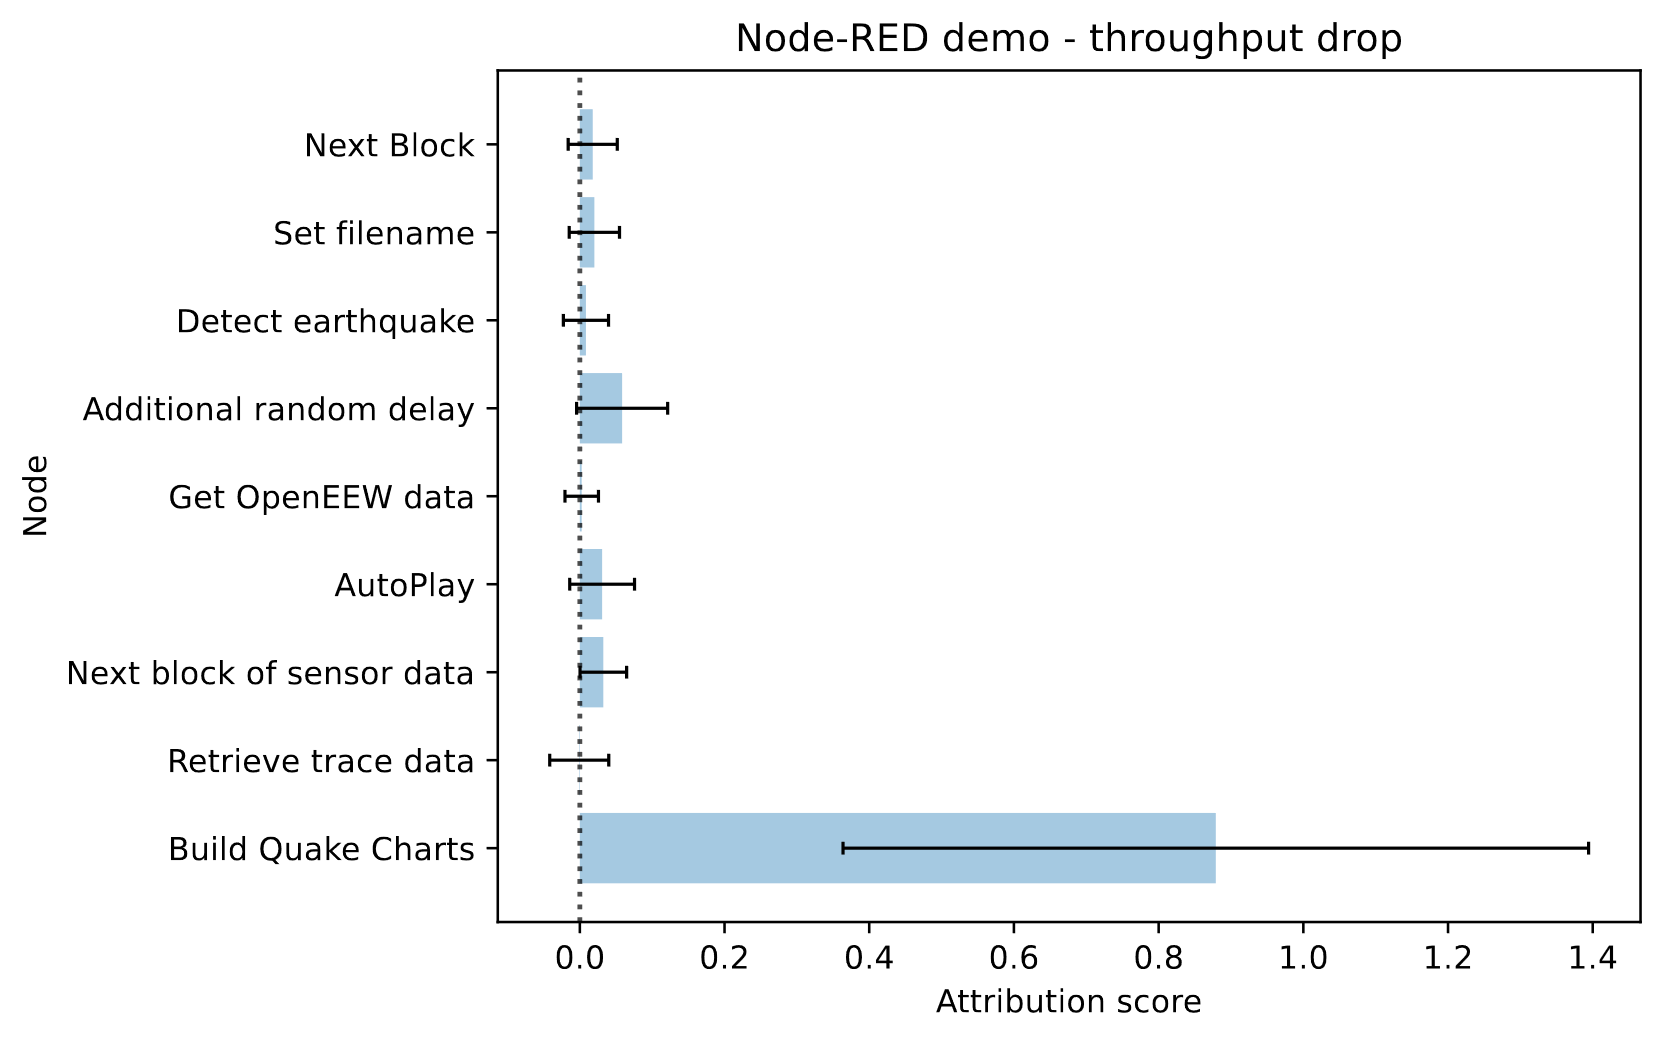 Node-RED demo - throughput drop
Next Block
Set filename
Detect earthquake
Additional random delay
Get OpenEEW data
AutoPlay
Next block of sensor data
Retrieve trace data
Build Quake Charts
Node
0.0 0.2 0.4 0.6 0.8 1.0 1.2 1.4
Attribution score